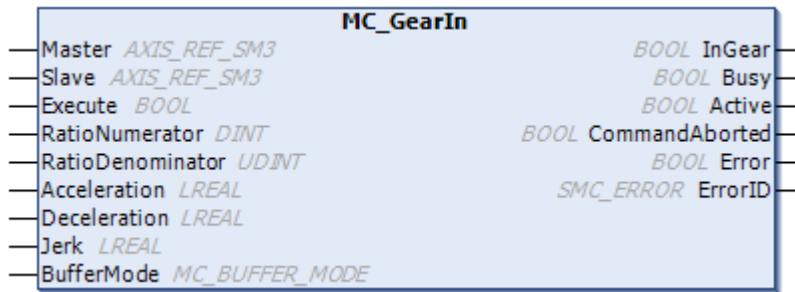 MC_GearIn
Master AXIS_REF_SM3 BOOL InGear
Slave AXIS_REF_SM3 BOOL Busy
Execute BOOL BOOL Active
RatioNumerator DINT BOOL CommandAborted
RatioDenominator UDINT BOOL Error
Acceleration LREAL SMC_ERROR ErrorID
Deceleration LREAL
Jerk LREAL
BufferMode MC_BUFFER_MODE